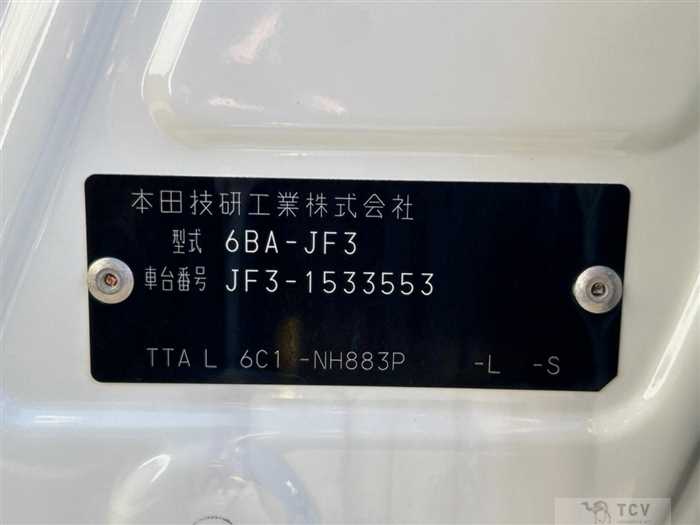 本田技研工業株式会社
型式 6BA-JF3
車台番号 JF3-1533553
TTA L 6C1 -NH883P -L -S
TCV